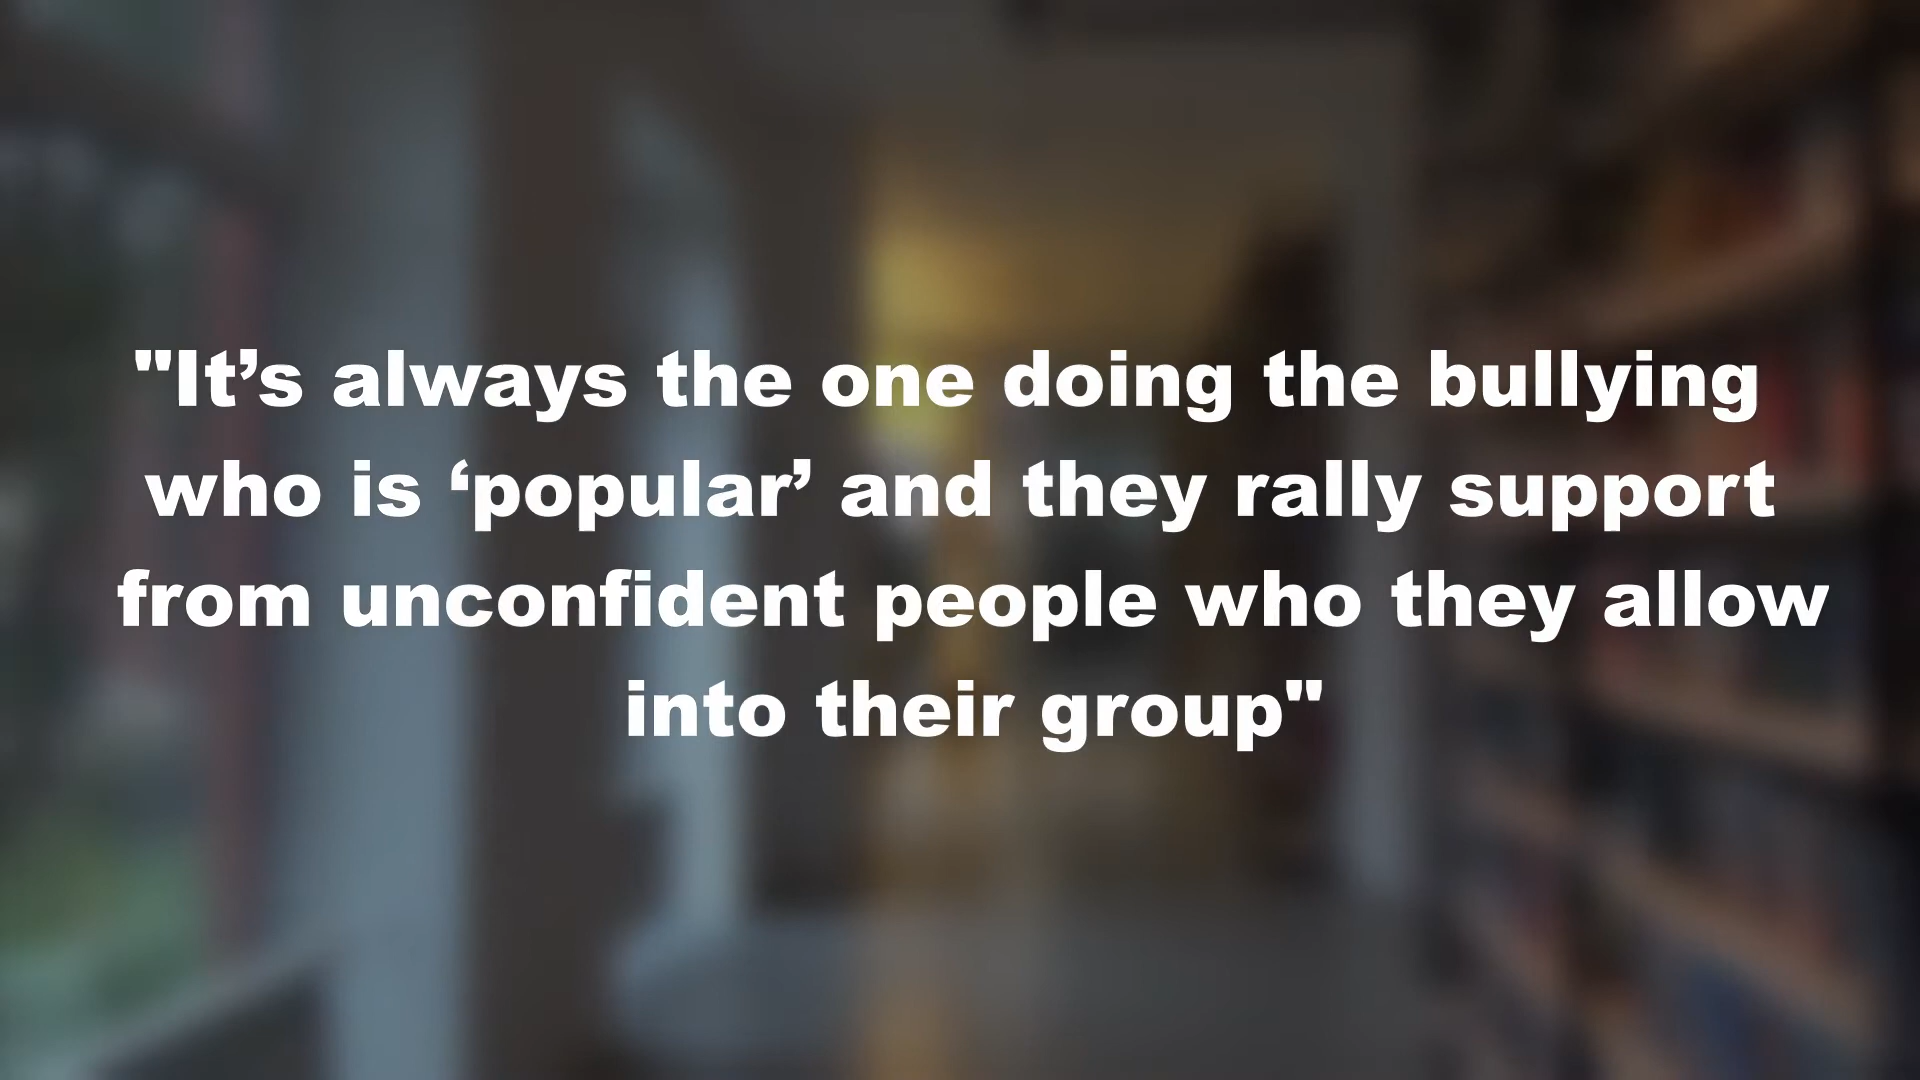 "It’s always the one doing the bullying
who is ‘popular’ and they rally support
from unconfident people who they allow
into their group"